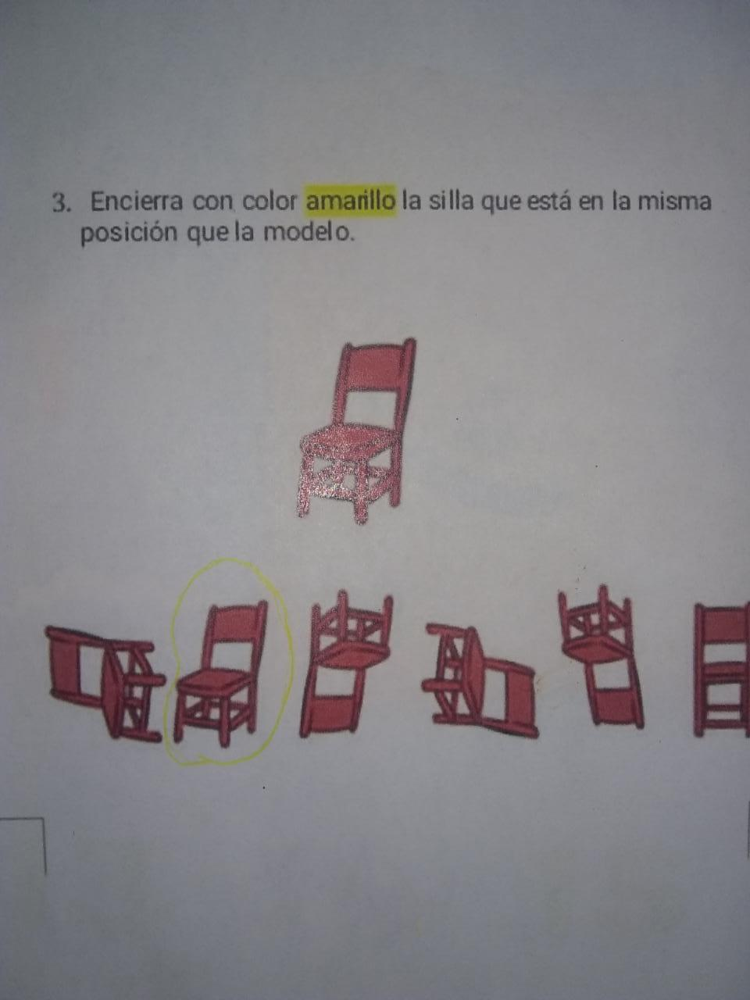 3. Encierra con color amarillo la silla que está en la misma
posición que la modelo.